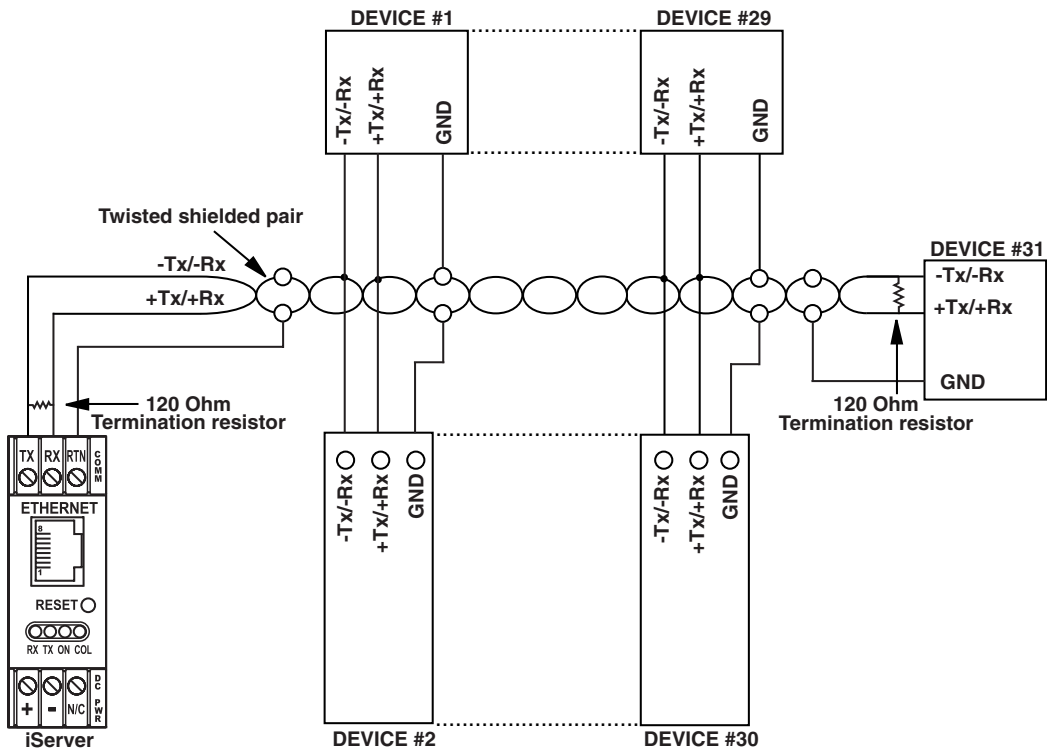 DEVICE #1
DEVICE #29
-Tx/-Rx
+Tx/+Rx
GND
-Tx/-Rx
+Tx/+Rx
GND
Twisted shielded pair
-Tx/-Rx
+Tx/+Rx
DEVICE #31
-Tx/-Rx
+Tx/+Rx
GND
120 Ohm
Termination resistor
120 Ohm
Termination resistor
TX RX RTN
COMM
ETHERNET
8
1
RESET
RX TX ON COL
+ - N/C
DC PWR
iServer
-Tx/-Rx
+Tx/+Rx
GND
DEVICE #2
-Tx/-Rx
+Tx/+Rx
GND
DEVICE #30